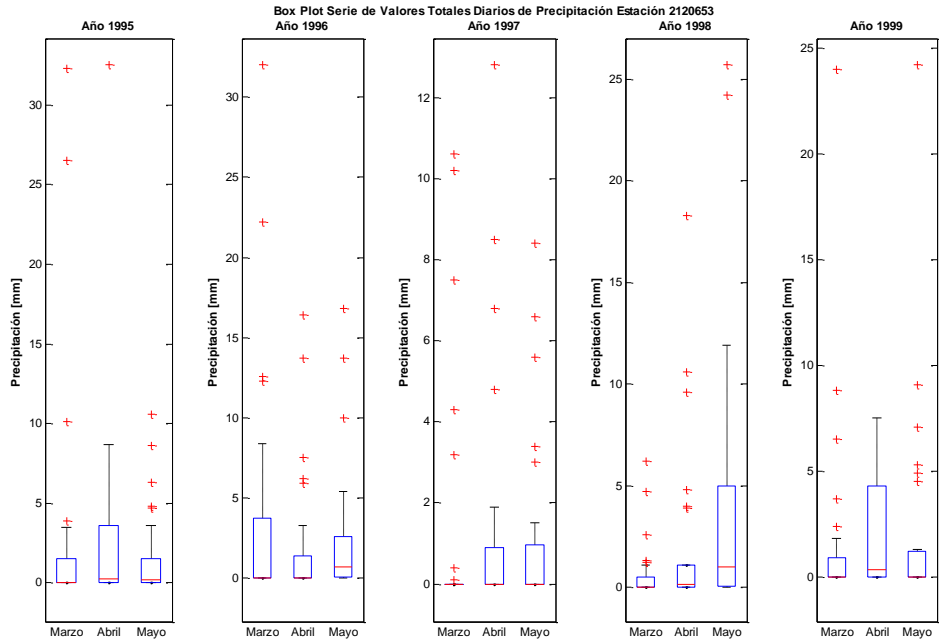 Box Plot Serie de Valores Totales Diarios de Precipitación Estación 2120653
Año 1995
Año 1996
Año 1997
Año 1998
Año 1999
Precipitación [mm]
30
25
20
15
10
5
0
Marzo Abril Mayo
Precipitación [mm]
30
25
20
15
10
5
0
Marzo Abril Mayo
Precipitación [mm]
12
10
8
6
4
2
0
Marzo Abril Mayo
Precipitación [mm]
25
20
15
10
5
0
Marzo Abril Mayo
Precipitación [mm]
25
20
15
10
5
0
Marzo Abril Mayo